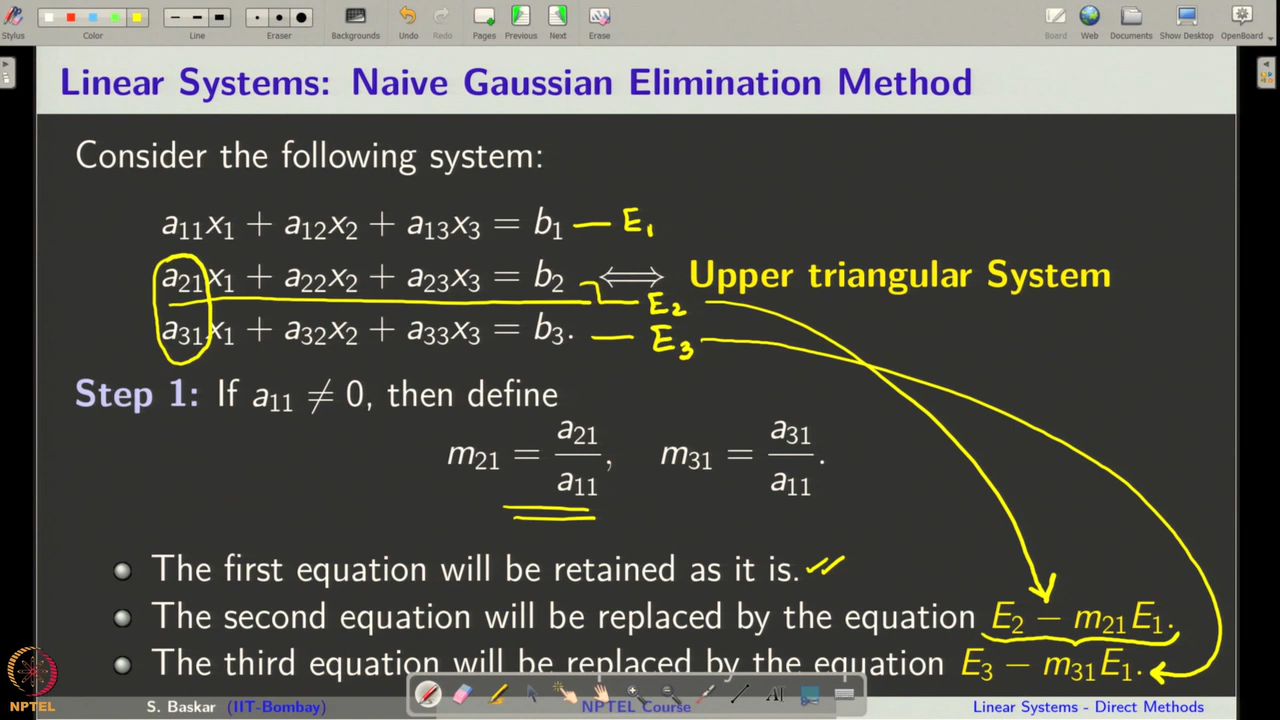 Stylus Color Line Eraser Backgrounds Undo Redo Pages Previous Next Erase Board Web Documents Show Desktop OpenBoard
Linear Systems: Naive Gaussian Elimination Method
Consider the following system:
a₁₁x₁ + a₁₂x₂ + a₁₃x₃ = b₁ — E₁
a₂₁x₁ + a₂₂x₂ + a₂₃x₃ = b₂ ⟺ Upper triangular System
E₂
a₃₁x₁ + a₃₂x₂ + a₃₃x₃ = b₃. — E₃
Step 1: If a₁₁ ≠ 0, then define
m₂₁ = a₂₁/a₁₁, m₃₁ = a₃₁/a₁₁.
The first equation will be retained as it is.
The second equation will be replaced by the equation E₂ − m₂₁E₁.
The third equation will be replaced by the equation E₃ − m₃₁E₁.
NPTEL S. Baskar (IIT-Bombay) NPTEL Course Linear Systems - Direct Methods